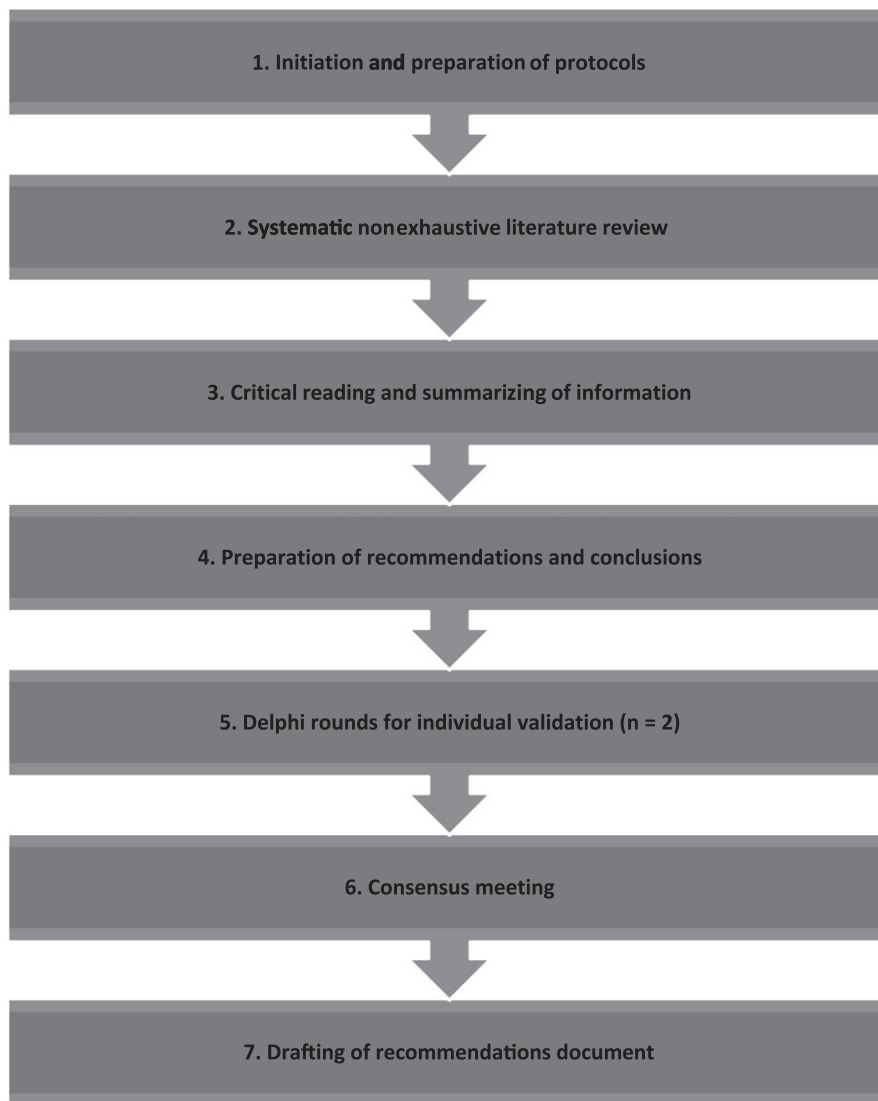 1. Initiation and preparation of protocols
2. Systematic nonexhaustive literature review
3. Critical reading and summarizing of information
4. Preparation of recommendations and conclusions
5. Delphi rounds for individual validation (n = 2)
6. Consensus meeting
7. Drafting of recommendations document